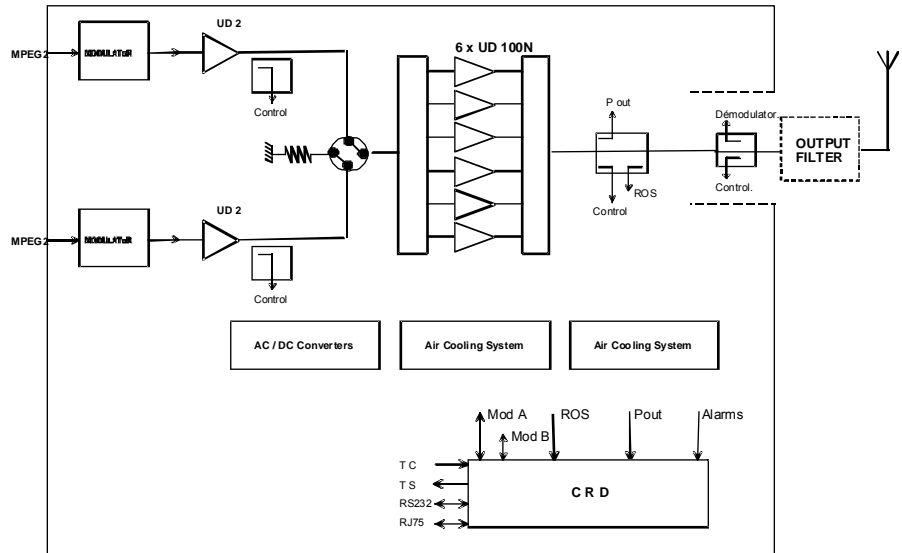 UD 2
MPEG2
MODULAToR
Control
6 x UD 100N
P out
Démodulator
OUTPUT
FILTER
Control
ROS
Control.
UD 2
MPEG2
MODULAToR
Control
AC / DC Converters
Air Cooling System
Air Cooling System
Mod A
ROS
Pout
Alarms
Mod B
T C
T S
RS232
RJ75
C R D